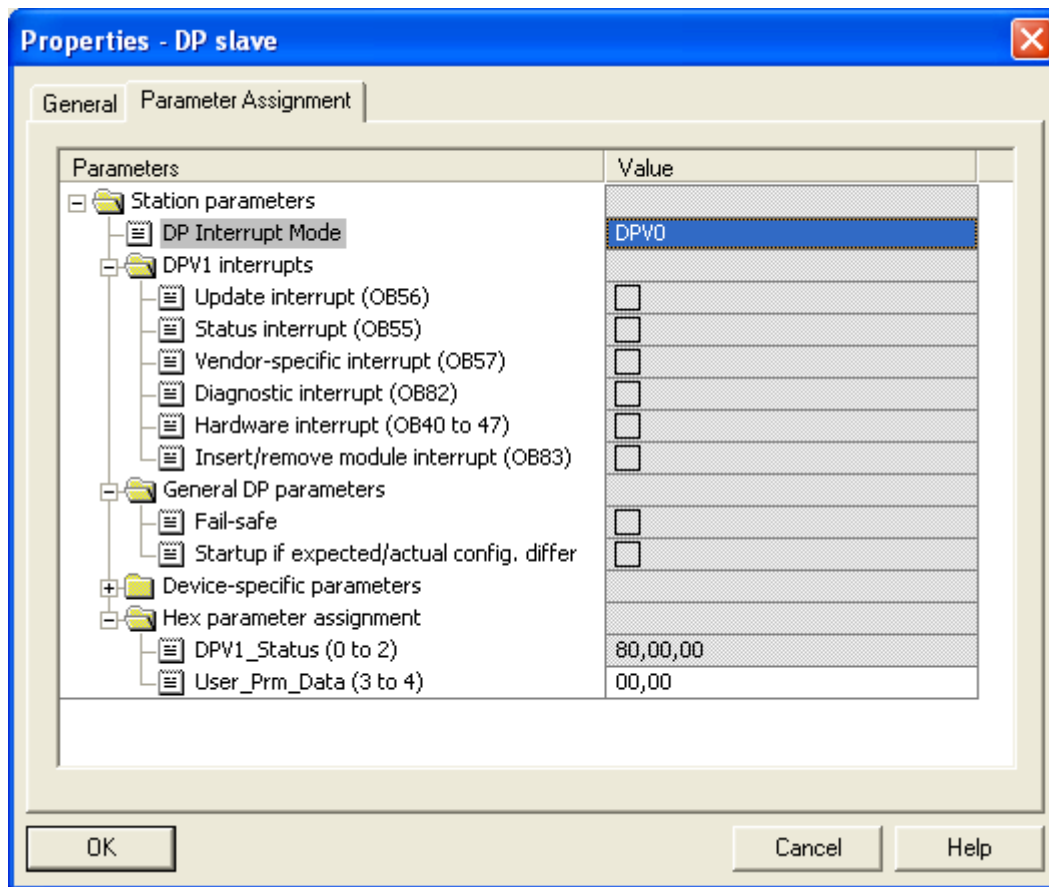 Properties - DP slave
General Parameter Assignment
Parameters Value
Station parameters
DP Interrupt Mode DPV0
DPV1 interrupts
Update interrupt (OB56)
Status interrupt (OB55)
Vendor-specific interrupt (OB57)
Diagnostic interrupt (OB82)
Hardware interrupt (OB40 to 47)
Insert/remove module interrupt (OB83)
General DP parameters
Fail-safe
Startup if expected/actual config. differ
Device-specific parameters
Hex parameter assignment
DPV1_Status (0 to 2) 80,00,00
User_Prm_Data (3 to 4) 00,00
OK Cancel Help